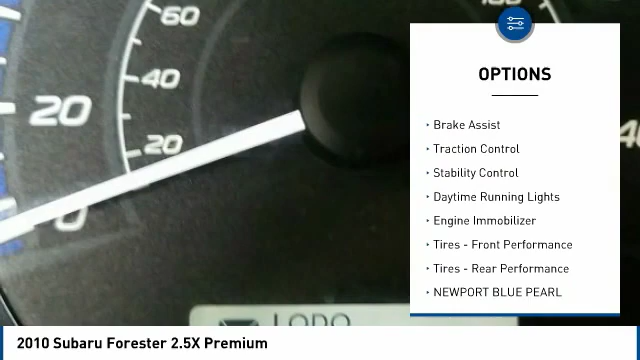 60
40
20
20
0
OPTIONS
• Brake Assist
• Traction Control
• Stability Control
• Daytime Running Lights
• Engine Immobilizer
• Tires - Front Performance
• Tires - Rear Performance
• NEWPORT BLUE PEARL
2010 Subaru Forester 2.5X Premium